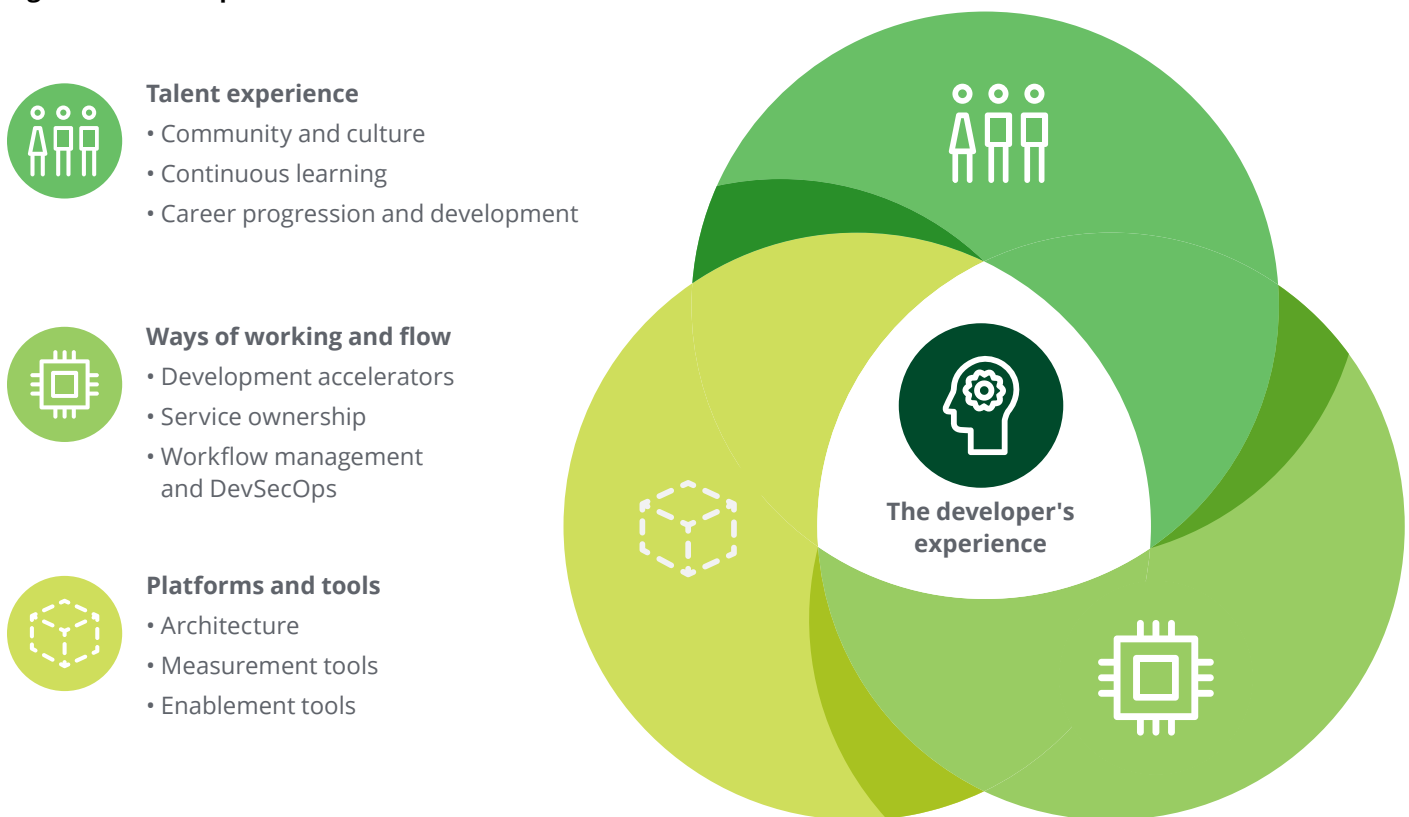 Talent experience
• Community and culture
• Continuous learning
• Career progression and development
Ways of working and flow
• Development accelerators
• Service ownership
• Workflow management
and DevSecOps
Platforms and tools
• Architecture
• Measurement tools
• Enablement tools
The developer's
experience